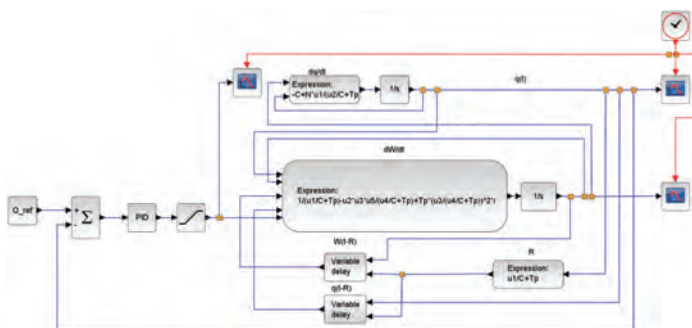 dq/dt
Expression:
-C+N*u1/(u2/C+Tp
1/s
q(t)
dW/dt
Expression:
1/(u1/C+Tp)-u2*u3*u5/(u4/C+Tp)+Tp*(u3/(u4/C+Tp))^2*(
1/s
Q_ref
+
-
Σ
PID
W(t-R)
Variable
delay
R
Expression:
u1/C+Tp
q(t-R)
Variable
delay